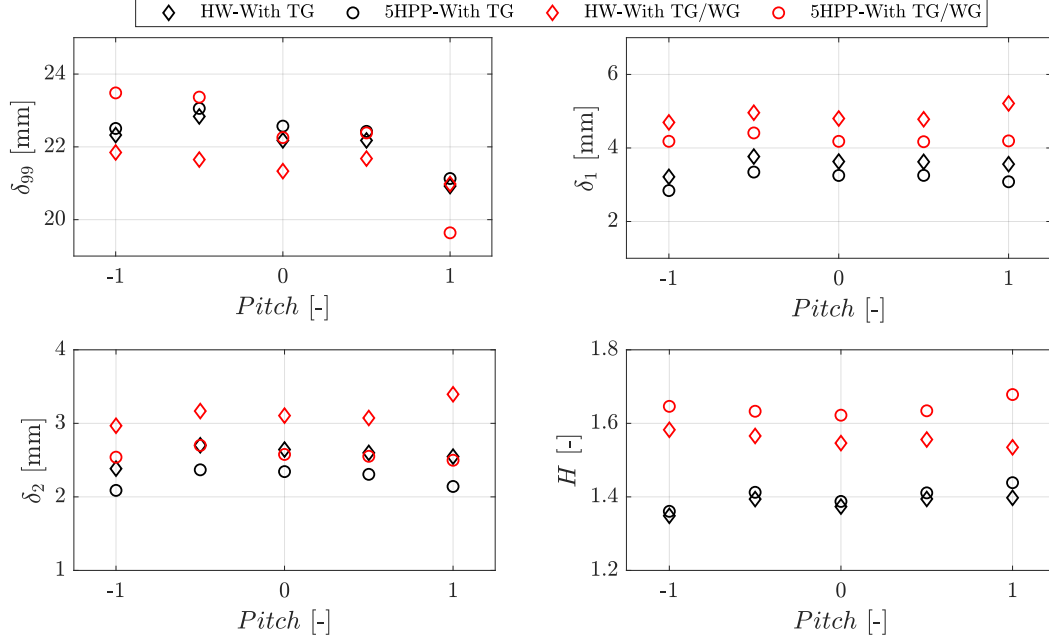 HW-With TG 5HPP-With TG HW-With TG/WG 5HPP-With TG/WG
24
22
20
δ99 [mm]
-1 0 1
Pitch [-]
6
4
2
δ1 [mm]
-1 0 1
Pitch [-]
4
3
2
1
δ2 [mm]
-1 0 1
Pitch [-]
1.8
1.6
1.4
1.2
H [-]
-1 0 1
Pitch [-]